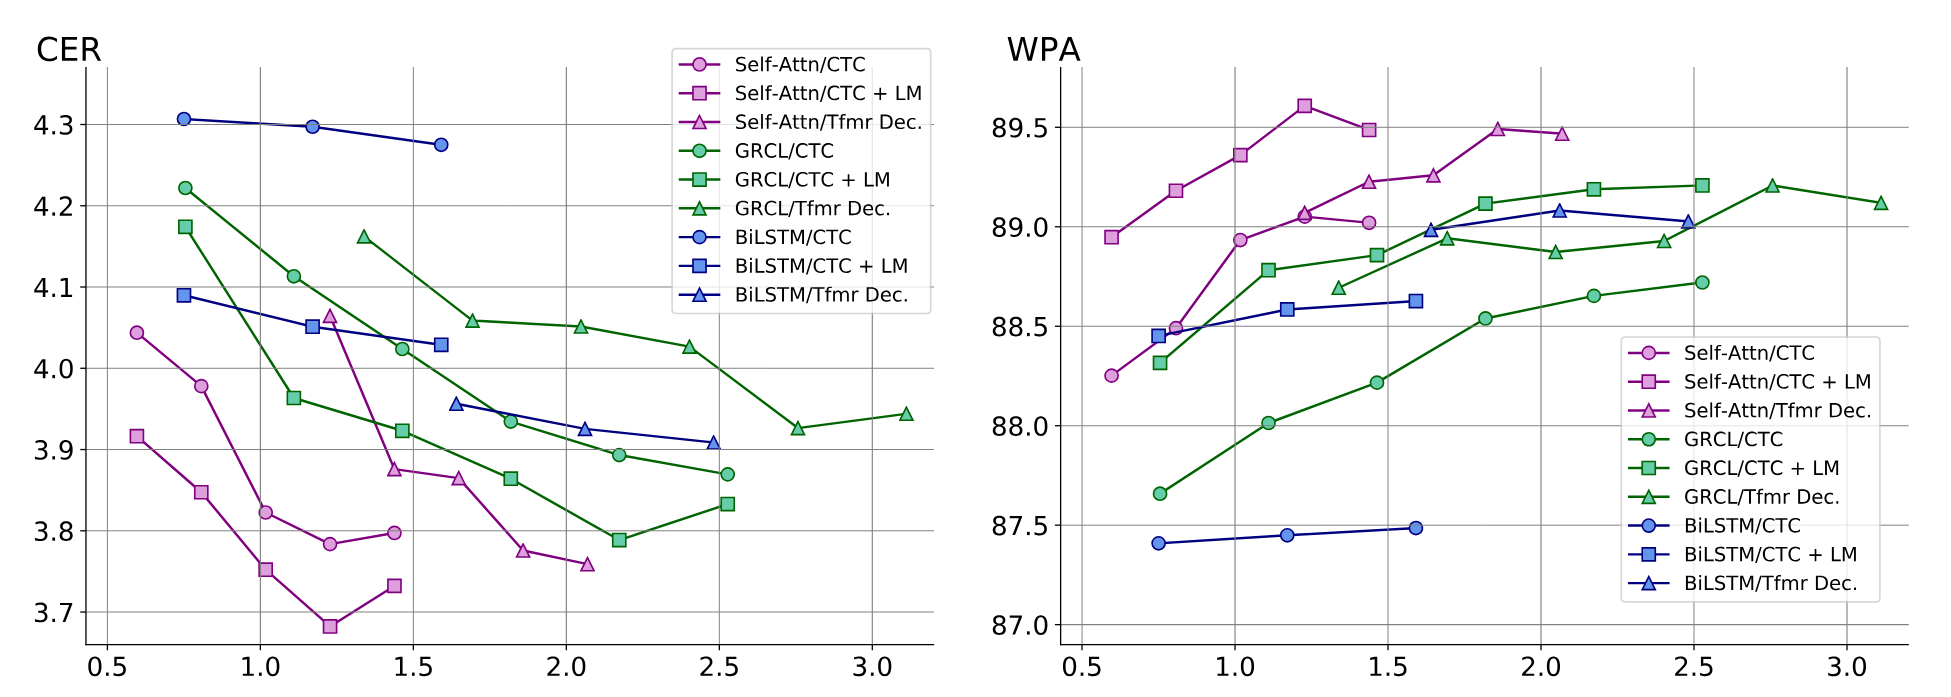 CER
4.3
4.2
4.1
4.0
3.9
3.8
3.7
0.5 1.0 1.5 2.0 2.5 3.0
Self-Attn/CTC
Self-Attn/CTC + LM
Self-Attn/Tfmr Dec.
GRCL/CTC
GRCL/CTC + LM
GRCL/Tfmr Dec.
BiLSTM/CTC
BiLSTM/CTC + LM
BiLSTM/Tfmr Dec.
WPA
89.5
89.0
88.5
88.0
87.5
87.0
0.5 1.0 1.5 2.0 2.5 3.0
Self-Attn/CTC
Self-Attn/CTC + LM
Self-Attn/Tfmr Dec.
GRCL/CTC
GRCL/CTC + LM
GRCL/Tfmr Dec.
BiLSTM/CTC
BiLSTM/CTC + LM
BiLSTM/Tfmr Dec.